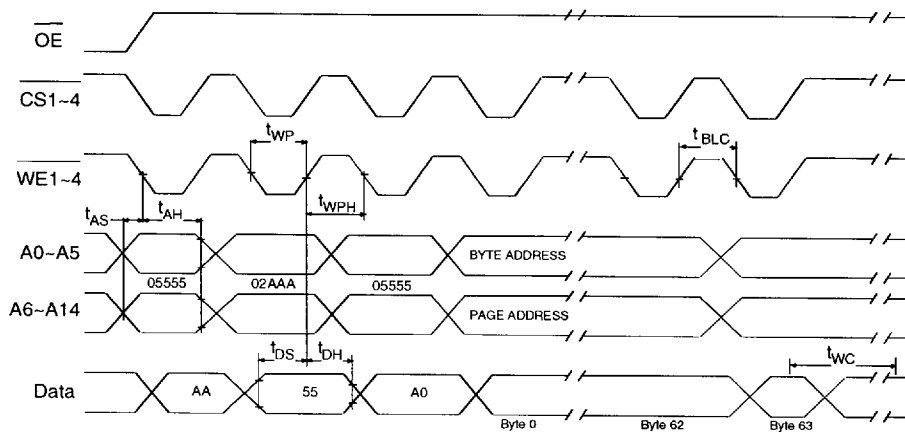 OE
CS1~4
tWP
tBLC
WE1~4
tWPH
tAS tAH
A0~A5 BYTE ADDRESS
05555 02AAA 05555
A6~A14 PAGE ADDRESS
tDS tDH tWC
Data AA 55 A0
Byte 0 Byte 62 Byte 63